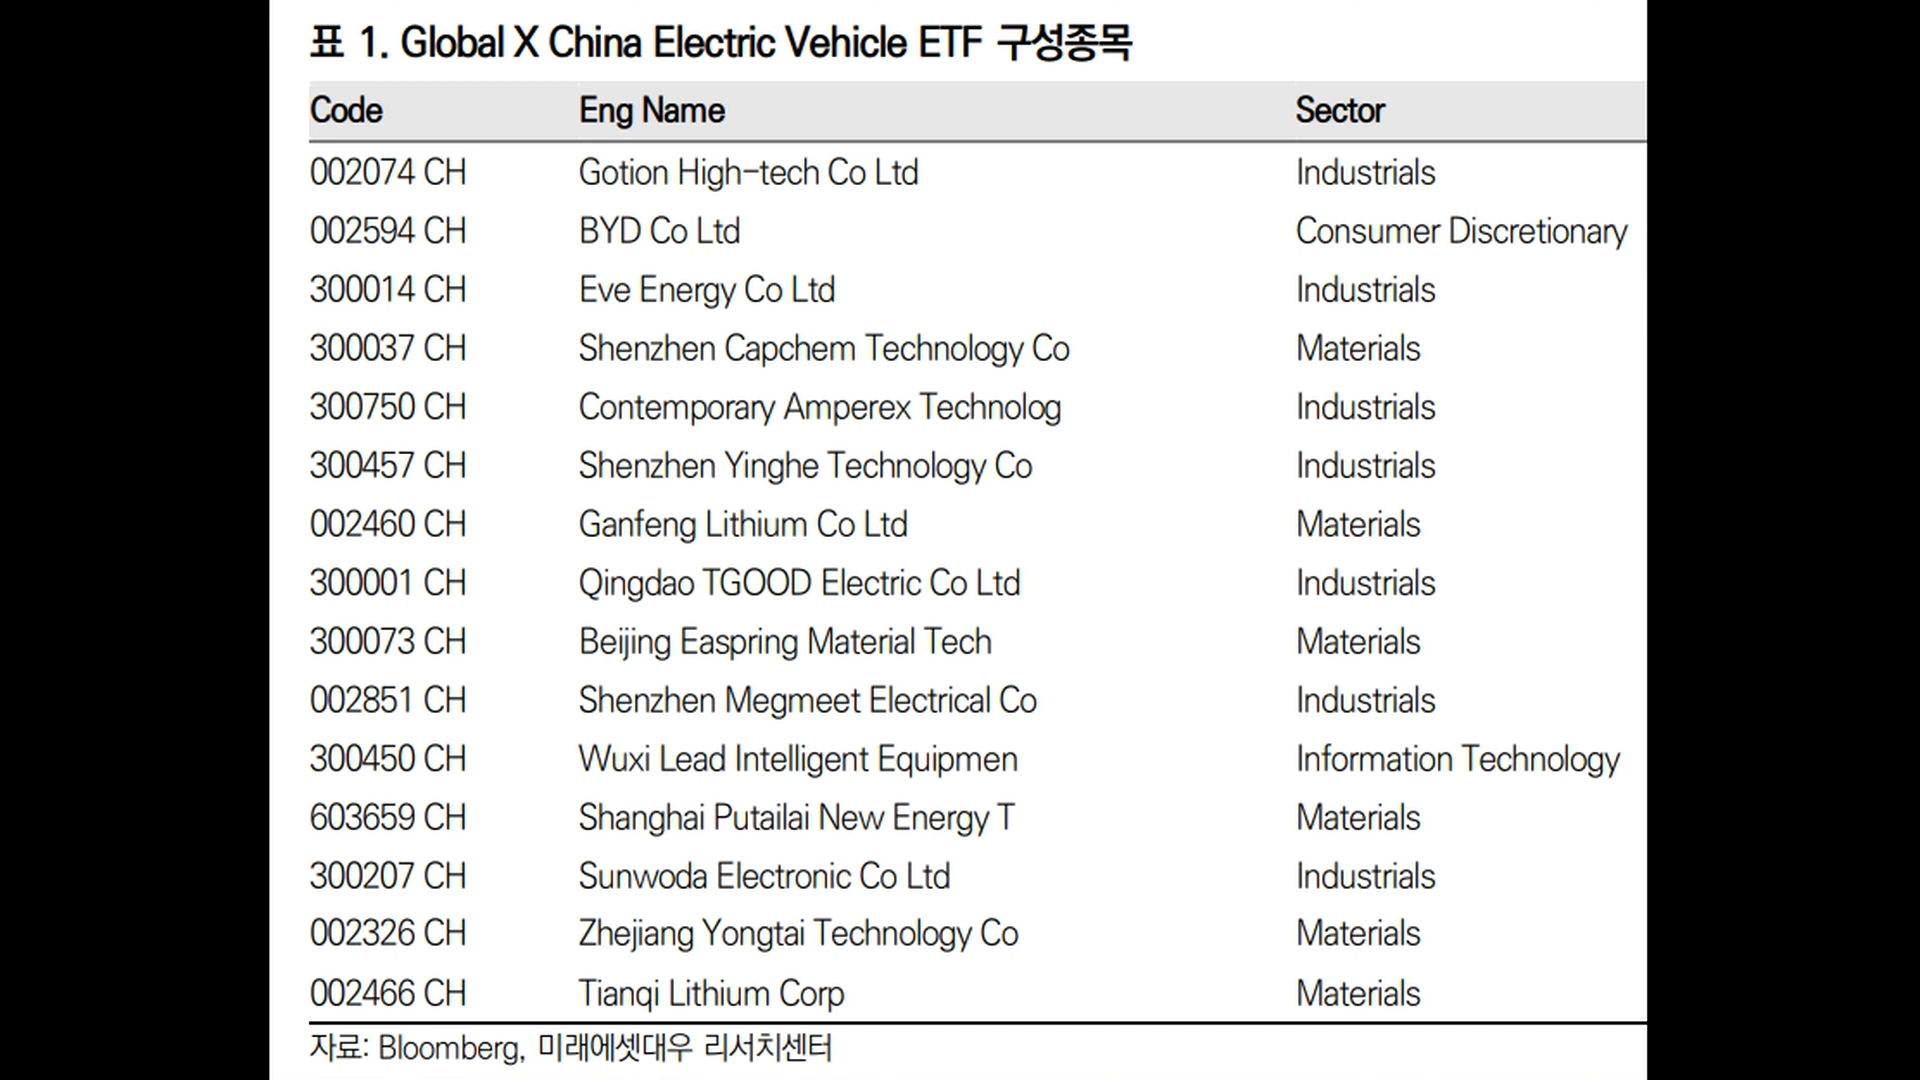 표 1. Global X China Electric Vehicle ETF 구성종목
Code Eng Name Sector
002074 CH Gotion High-tech Co Ltd Industrials
002594 CH BYD Co Ltd Consumer Discretionary
300014 CH Eve Energy Co Ltd Industrials
300037 CH Shenzhen Capchem Technology Co Materials
300750 CH Contemporary Amperex Technolog Industrials
300457 CH Shenzhen Yinghe Technology Co Industrials
002460 CH Ganfeng Lithium Co Ltd Materials
300001 CH Qingdao TGOOD Electric Co Ltd Industrials
300073 CH Beijing Easpring Material Tech Materials
002851 CH Shenzhen Megmeet Electrical Co Industrials
300450 CH Wuxi Lead Intelligent Equipmen Information Technology
603659 CH Shanghai Putailai New Energy T Materials
300207 CH Sunwoda Electronic Co Ltd Industrials
002326 CH Zhejiang Yongtai Technology Co Materials
002466 CH Tianqi Lithium Corp Materials
자료: Bloomberg, 미래에셋대우 리서치센터